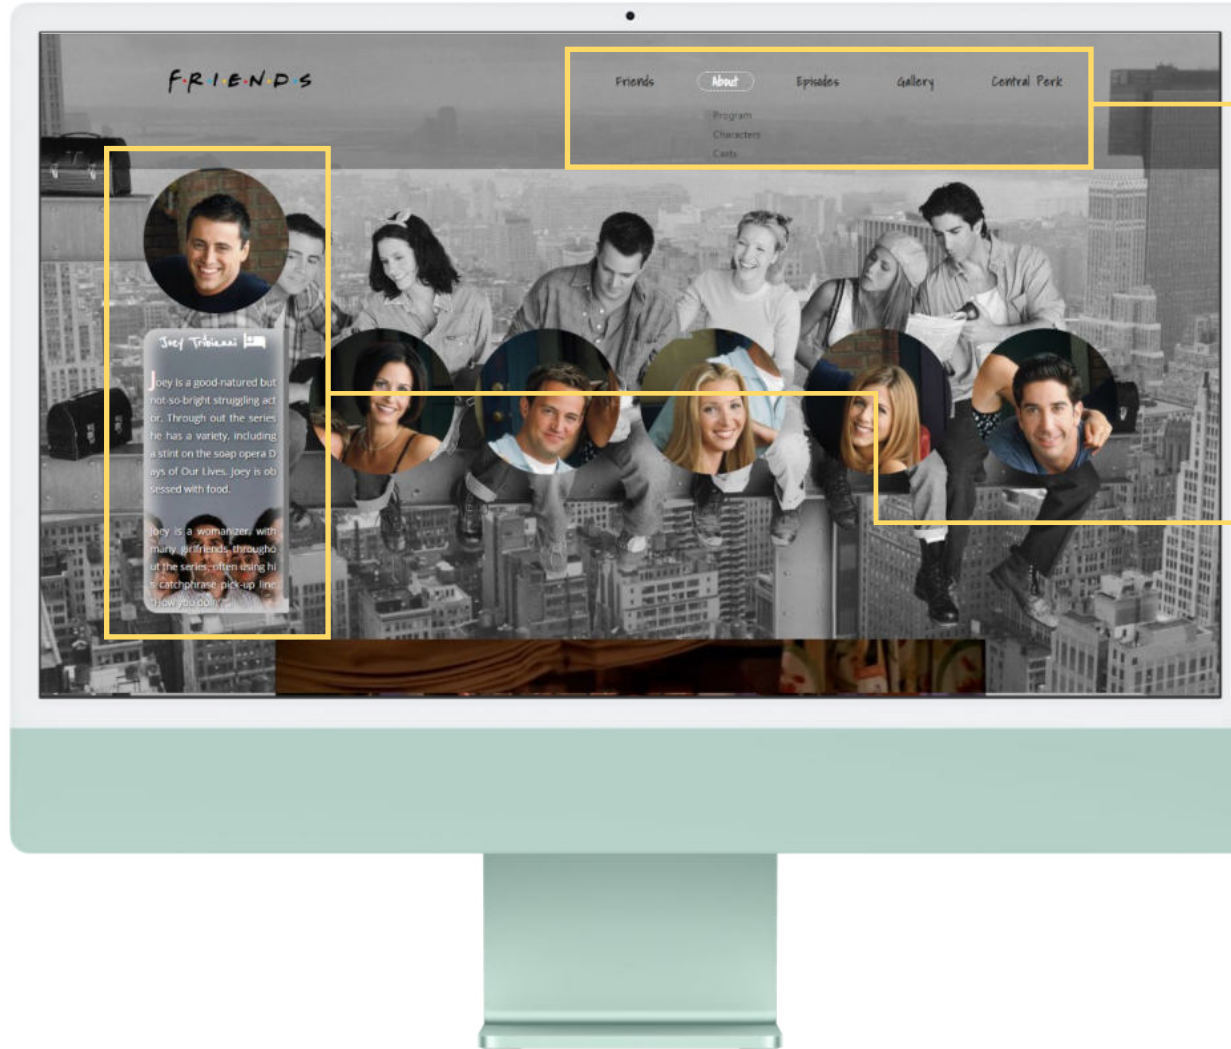 F·R·I·E·N·D·S
Friends About Episodes Gallery Central Perk
Program
Characters
Casts
Joey Tribianni
Joey is a good-natured but
not-so-bright struggling act
or. Through out the series
he has a variety, including
a stint on the soap opera D
ays of Our Lives. Joey is ob
sessed with food.
Joey is a womanizer, with
many girlfriends througho
ut the series, often using hi
s catchphrase pick-up line
"How you doin'?".